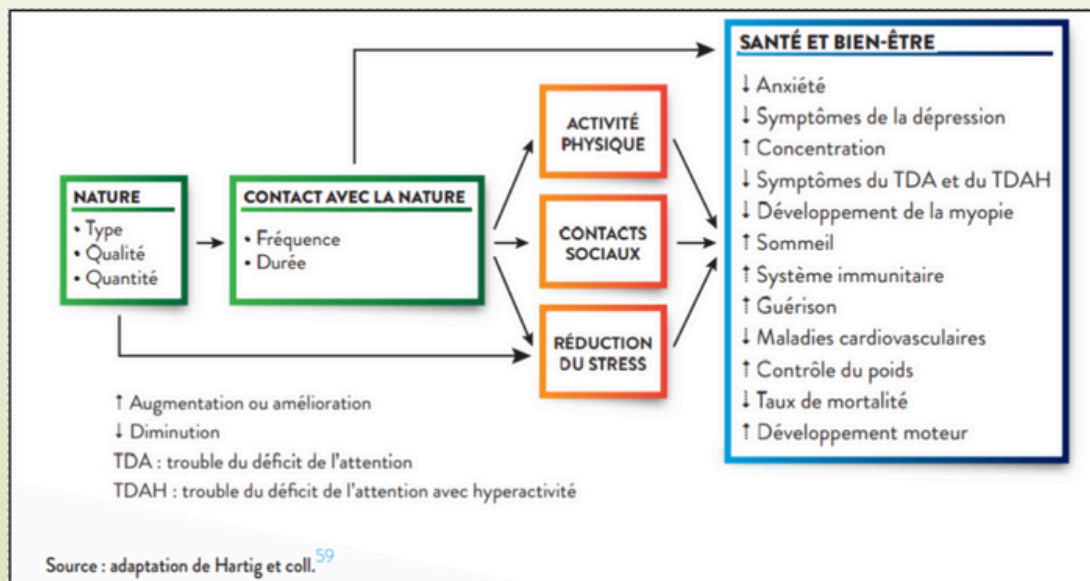 NATURE
• Type
• Qualité
• Quantité
CONTACT AVEC LA NATURE
• Fréquence
• Durée
ACTIVITÉ
PHYSIQUE
CONTACTS
SOCIAUX
RÉDUCTION
DU STRESS
SANTÉ ET BIEN-ÊTRE
↓ Anxiété
↓ Symptômes de la dépression
↑ Concentration
↓ Symptômes du TDA et du TDAH
↓ Développement de la myopie
↑ Sommeil
↑ Système immunitaire
↑ Guérison
↓ Maladies cardiovasculaires
↑ Contrôle du poids
↓ Taux de mortalité
↑ Développement moteur
↑ Augmentation ou amélioration
↓ Diminution
TDA : trouble du déficit de l'attention
TDAH : trouble du déficit de l'attention avec hyperactivité
Source : adaptation de Hartig et coll.59